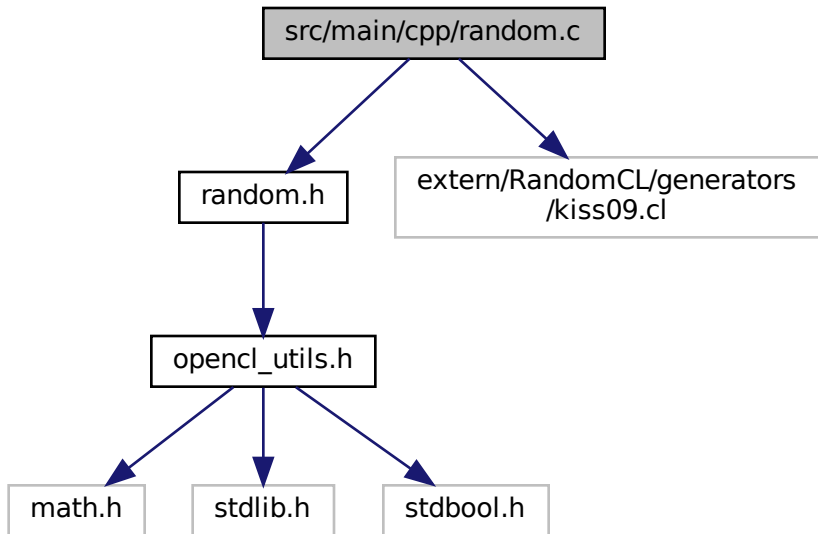 src/main/cpp/random.c
random.h
extern/RandomCL/generators
/kiss09.cl
opencl_utils.h
math.h
stdlib.h
stdbool.h